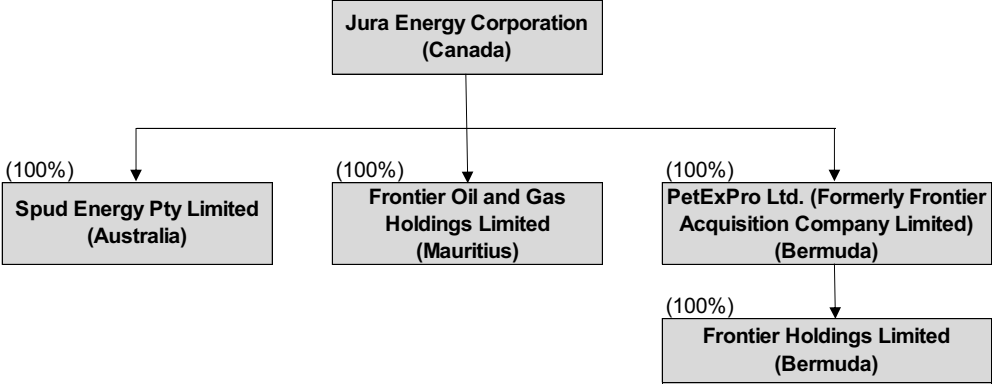 Jura Energy Corporation
(Canada)
(100%)
Spud Energy Pty Limited
(Australia)
(100%)
Frontier Oil and Gas
Holdings Limited
(Mauritius)
(100%)
PetExPro Ltd. (Formerly Frontier
Acquisition Company Limited)
(Bermuda)
(100%)
Frontier Holdings Limited
(Bermuda)